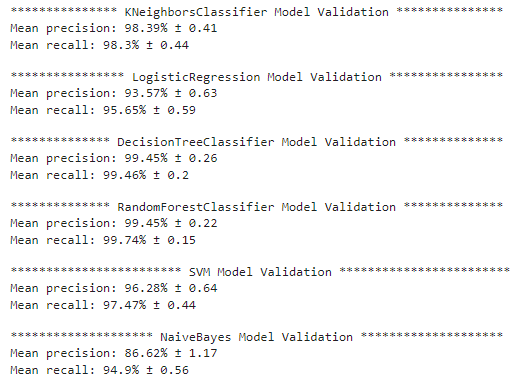 *************** KNeighborsClassifier Model Validation ***************
Mean precision: 98.39% ± 0.41
Mean recall: 98.3% ± 0.44
**************** LogisticRegression Model Validation ****************
Mean precision: 93.57% ± 0.63
Mean recall: 95.65% ± 0.59
************** DecisionTreeClassifier Model Validation **************
Mean precision: 99.45% ± 0.26
Mean recall: 99.46% ± 0.2
************** RandomForestClassifier Model Validation **************
Mean precision: 99.45% ± 0.22
Mean recall: 99.74% ± 0.15
************************ SVM Model Validation ************************
Mean precision: 96.28% ± 0.64
Mean recall: 97.47% ± 0.44
******************** NaiveBayes Model Validation ********************
Mean precision: 86.62% ± 1.17
Mean recall: 94.9% ± 0.56